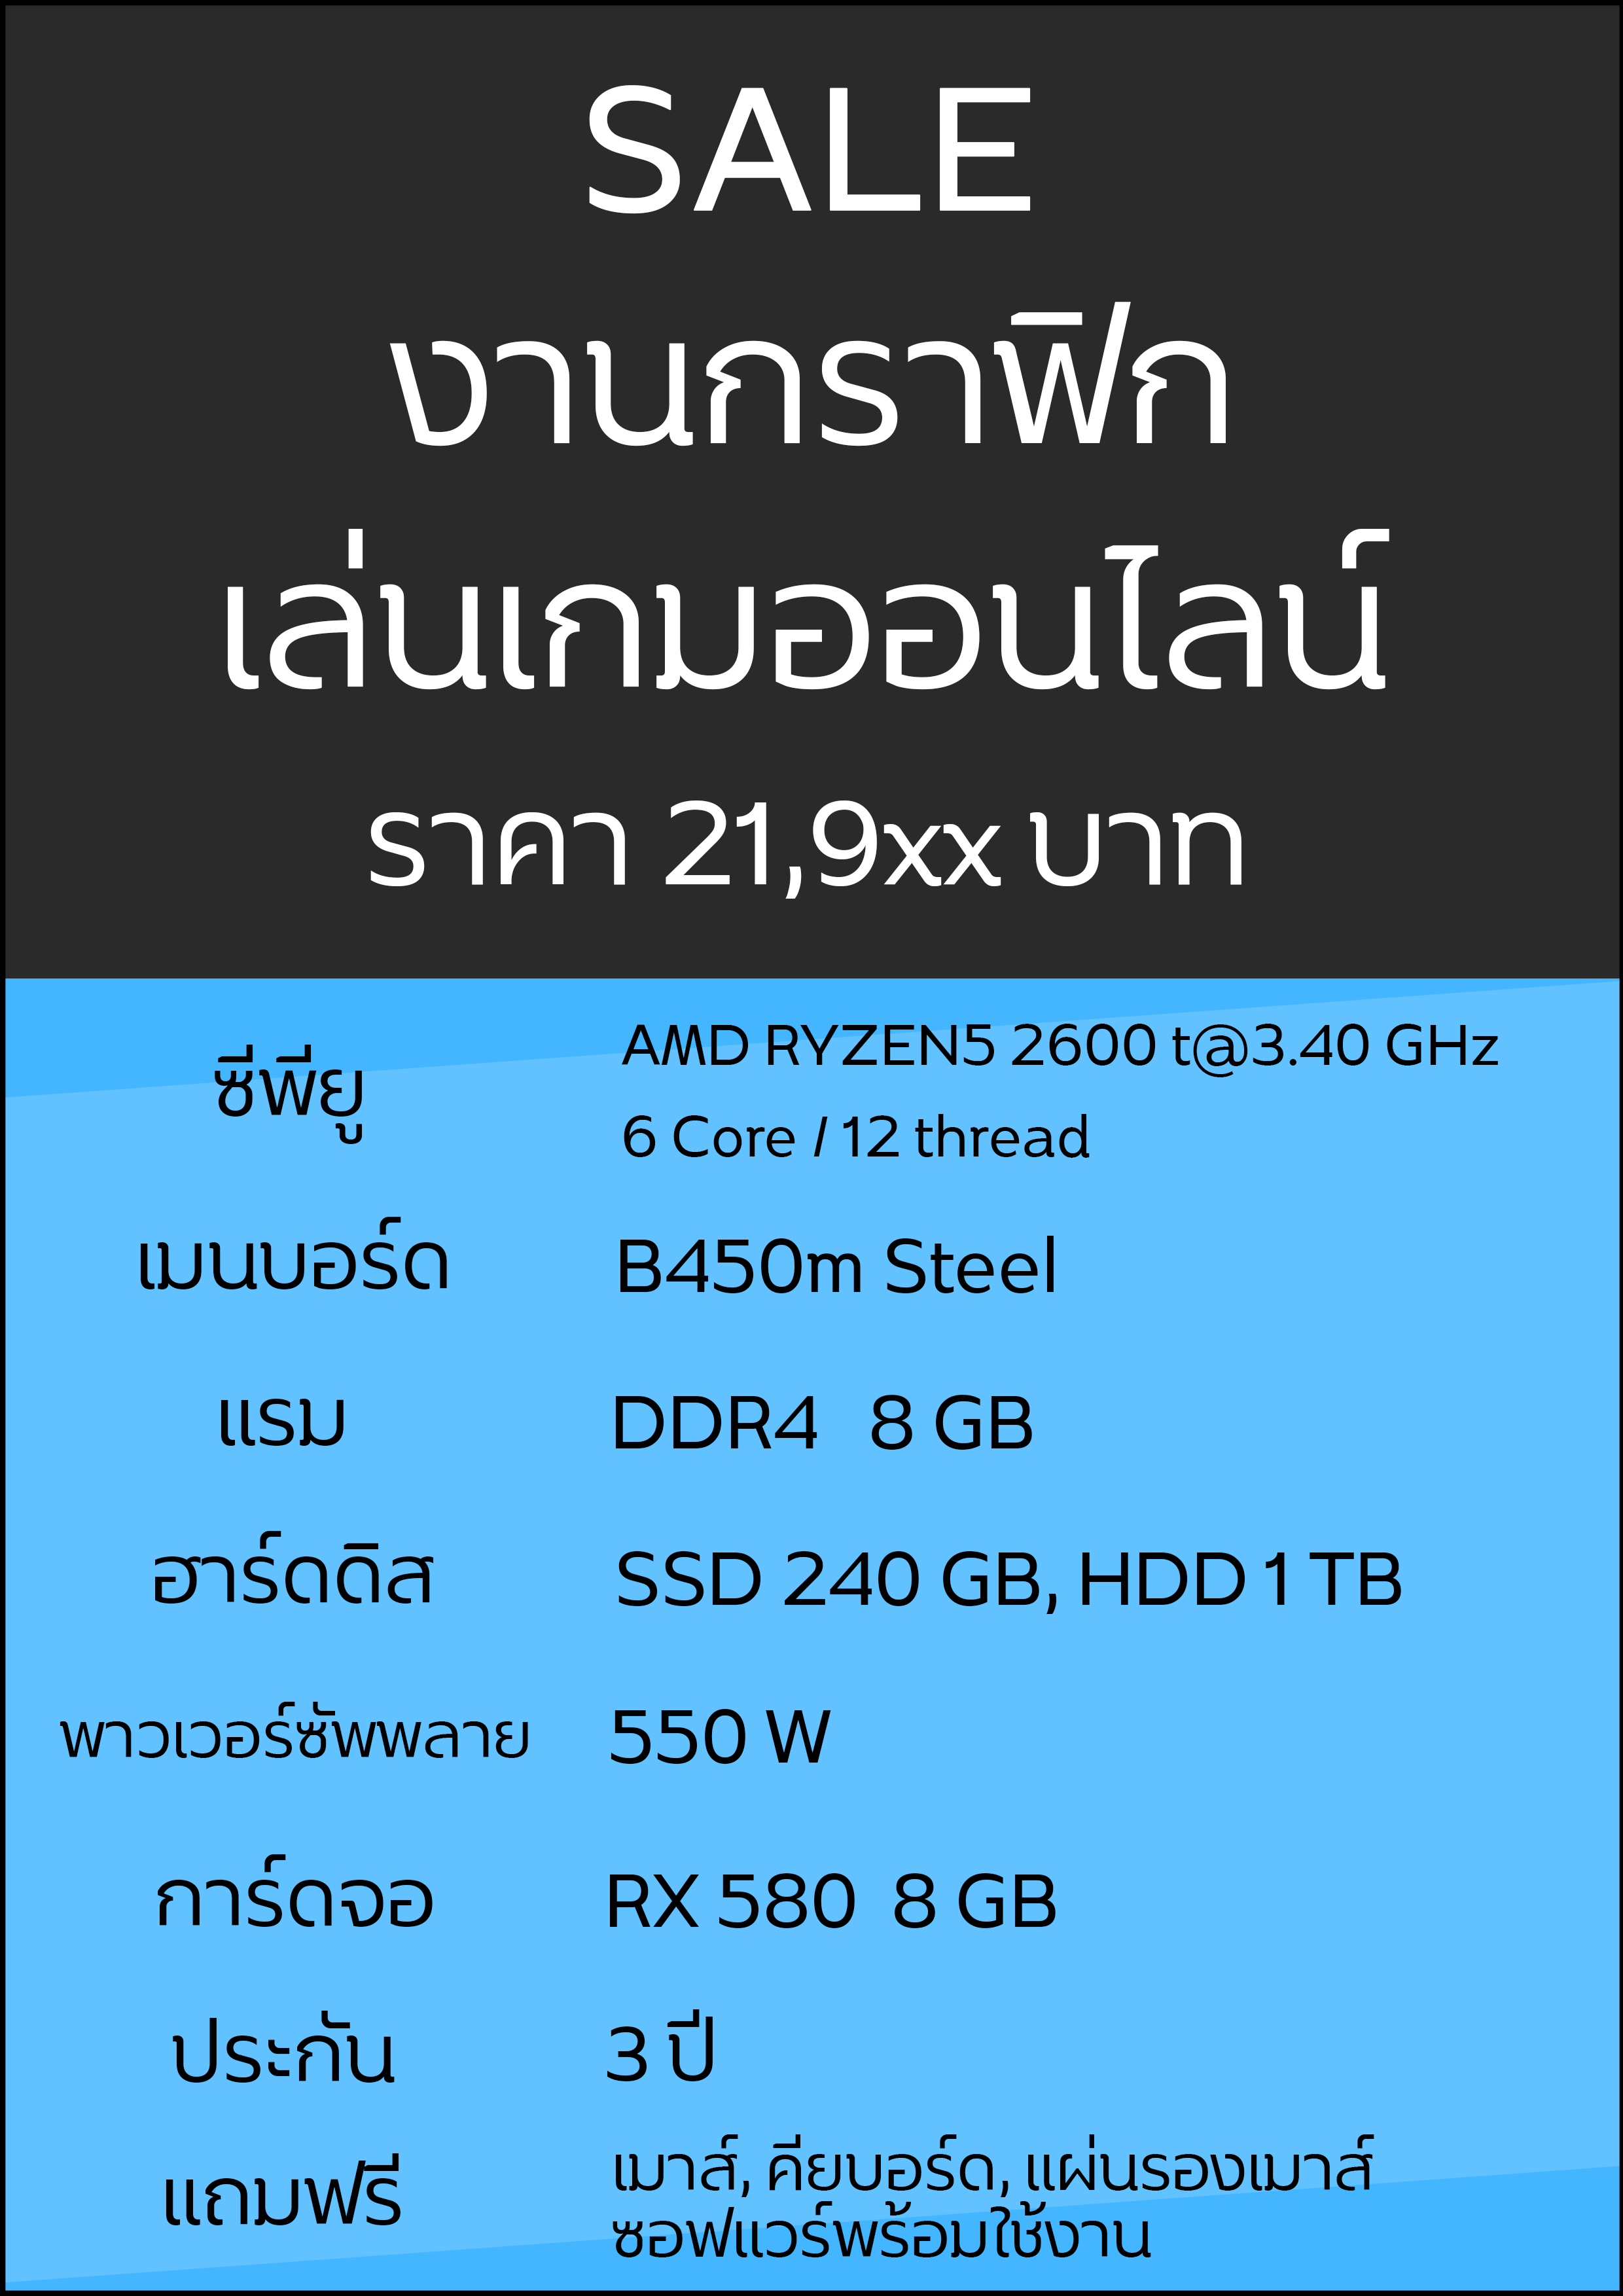 SALE
งานกราฟิก
เล่นเกมออนไลน์
ราคา 21,9xx บาท
ซีพียู AMD RYZEN5 2600 t@3.40 GHz
6 Core / 12 thread
เมนบอร์ด B450m Steel
แรม DDR4 8 GB
ฮาร์ดดิส SSD 240 GB, HDD 1 TB
พาวเวอร์ซัพพลาย 550 W
การ์ดจอ RX 580 8 GB
ประกัน 3 ปี
แถมฟรี เมาส์, คียบอร์ด, แผ่นรองเมาส์
ซอฟแวร์พร้อมใช้งาน